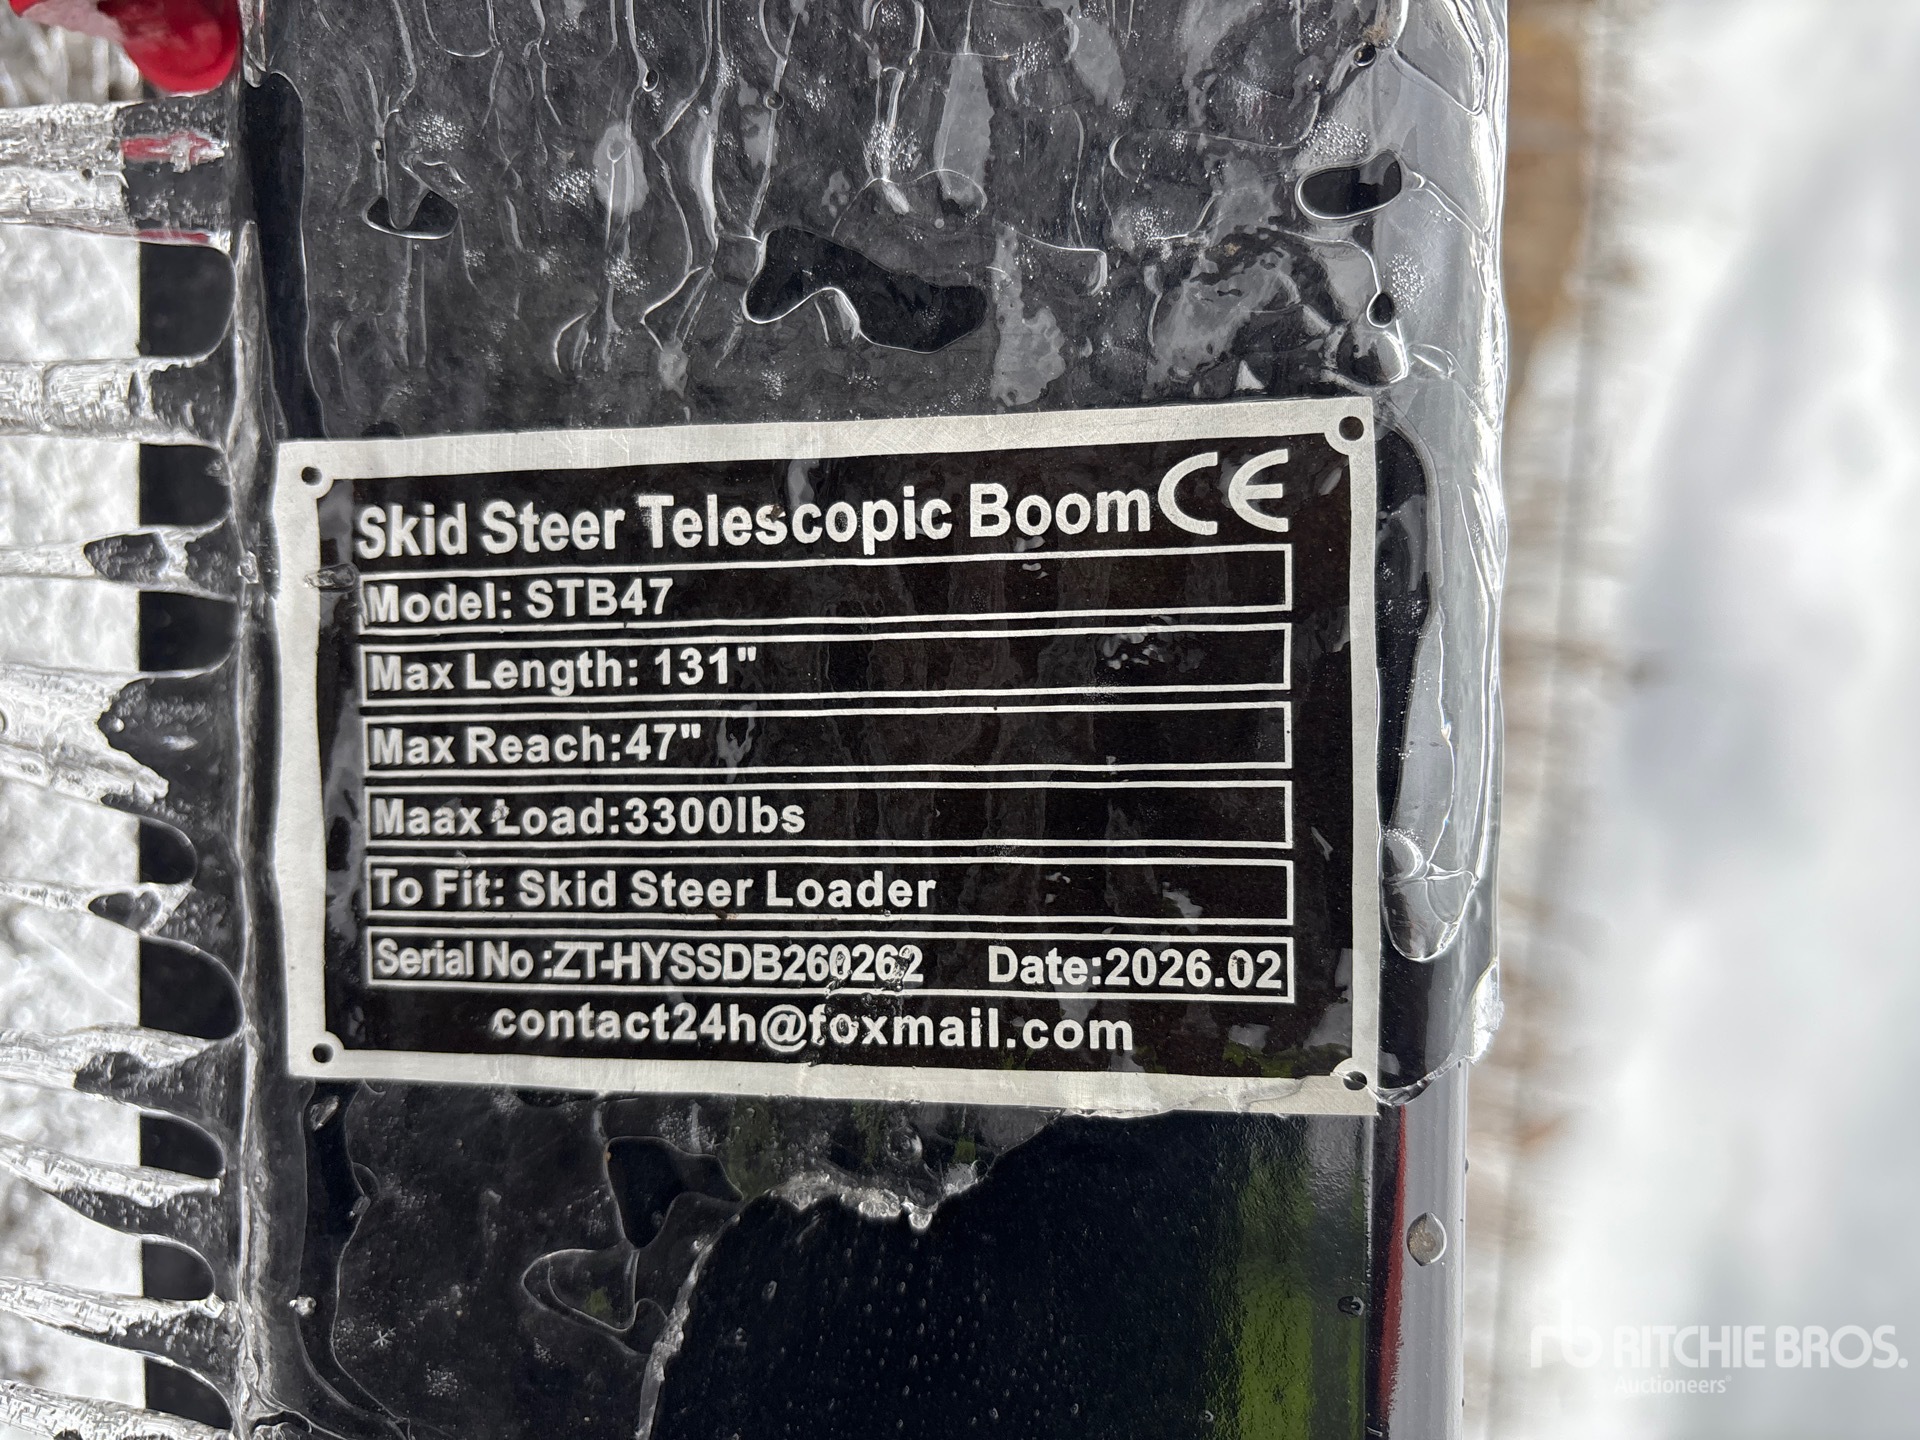 Skid Steer Telescopic Boom CE
Model: STB47
Max Length: 131"
Max Reach:47"
Maax Load:3300lbs
To Fit: Skid Steer Loader
Serial No:ZT-HYSSDB260262 Date:2026.02
contact24h@foxmail.com
rb RITCHIE BROS.
Auctioneers